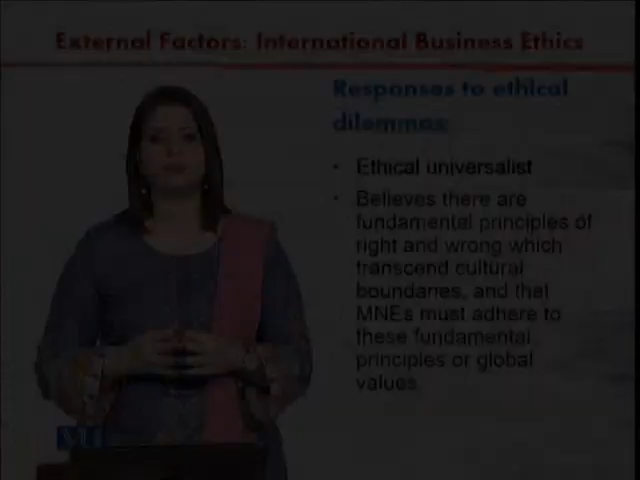 External Factors: International Business Ethics
Responses to ethical
dilemmas:
• Ethical universalist
• Believes there are
fundamental principles of
right and wrong which
transcend cultural
boundaries, and that
MNEs must adhere to
these fundamental
principles or global
values
VU